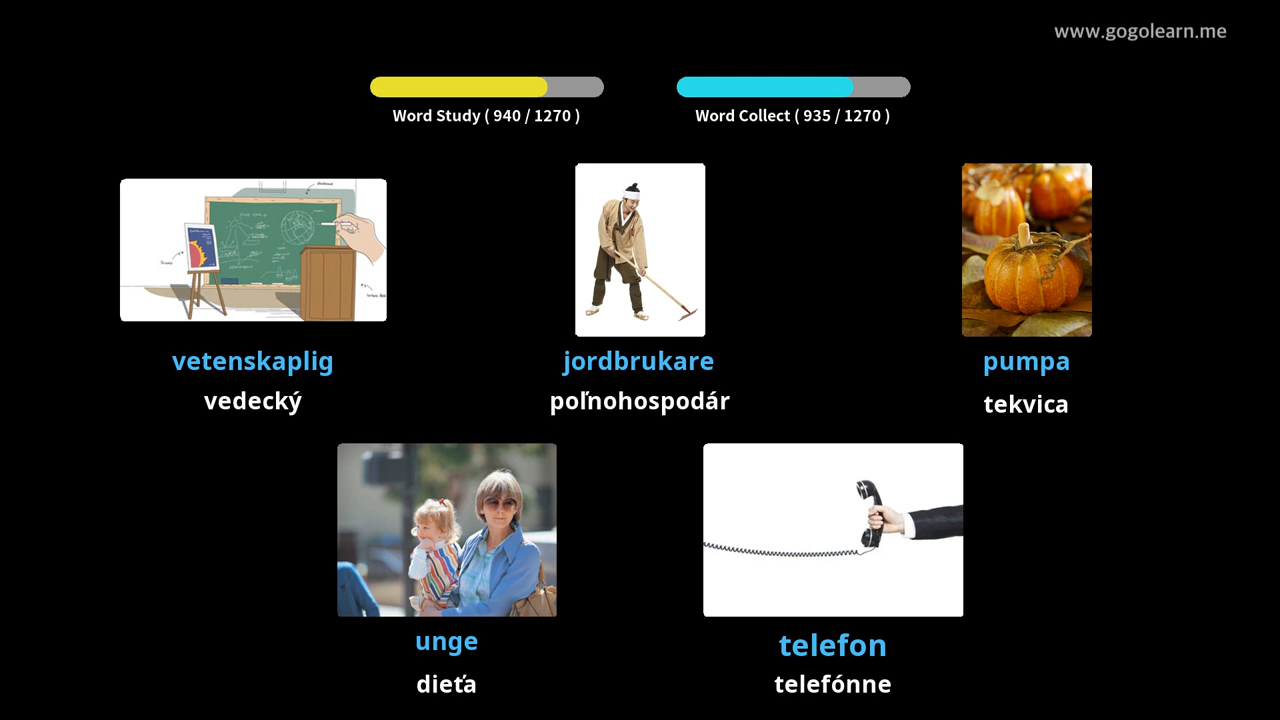 www.gogolearn.me
Word Study ( 940 / 1270 )
Word Collect ( 935 / 1270 )
vetenskaplig
vedecký
jordbrukare
poľnohospodár
pumpa
tekvica
unge
dieťa
telefon
telefónne